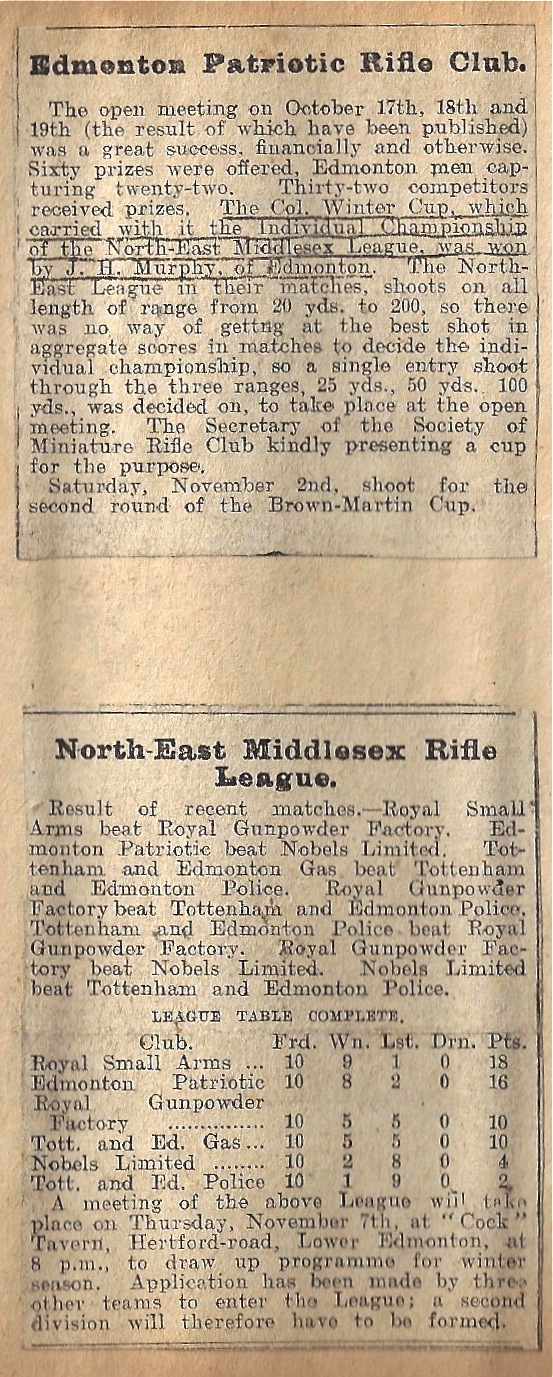 Edmonton Patriotic Rifle Club.
The open meeting on October 17th, 18th and
19th (the result of which have been published)
was a great success, financially and otherwise.
Sixty prizes were offered, Edmonton men cap-
turing twenty-two. Thirty-two competitors
received prizes. The Col. Winter Cup, which
carried with it the Individual Championship
of the North-East Middlesex League, was won
by J. H. Murphy, of Edmonton. The North-
East League in their matches, shoots on all
length of range from 20 yds. to 200, so there
was no way of gettng at the best shot in
aggregate scores in matches to decide the indi-
vidual championship, so a single entry shoot
through the three ranges, 25 yds., 50 yds. 100
yds., was decided on, to take place at the open
meeting. The Secretary of the Society of
Miniature Rifle Club kindly presenting a cup
for the purpose.
Saturday, November 2nd, shoot for the
second round of the Brown-Martin Cup.
North-East Middlesex Rifle
League.
Result of recent matches.—Royal Small
Arms beat Royal Gunpowder Factory. Ed-
monton Patriotic beat Nobels Limited. Tot-
tenham and Edmonton Gas beat Tottenham
and Edmonton Police. Royal Gunpowder
Factory beat Tottenham and Edmonton Police.
Tottenham and Edmonton Police beat Royal
Gunpowder Factory. Royal Gunpowder Fac-
tory beat Nobels Limited. Nobels Limited
beat Tottenham and Edmonton Police.
LEAGUE TABLE COMPLETE.
Club. Frd. Wn. Lst. Drn. Pts.
Royal Small Arms ... 10 9 1 0 18
Edmonton Patriotic 10 8 2 0 16
Royal Gunpowder
Factory ............... 10 5 5 0 10
Tott. and Ed. Gas ... 10 5 5 0 10
Nobels Limited ........ 10 2 8 0 4
Tott. and Ed. Police 10 1 9 0 2
A meeting of the above League will take
place on Thursday, November 7th, at "Cock"
Tavern, Hertford-road, Lower Edmonton, at
8 p.m., to draw up programme for winter
season. Application has been made by three
other teams to enter the League; a second
division will therefore have to be formed.